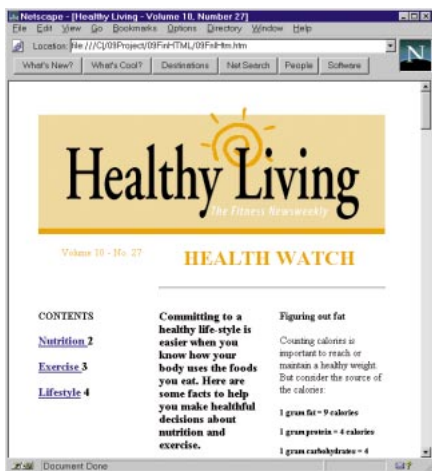 Netscape - [Healthy Living - Volume 10, Number 27]
File Edit View Go Bookmarks Options Directory Window Help
Location: file:///C|/09Project/09FinHTML/09FinHtm.htm
What's New? What's Cool? Destinations Net Search People Software
N
Healthy Living
The Fitness Newsweekly
Volume 10 - No. 27
HEALTH WATCH
CONTENTS
Nutrition 2
Exercise 3
Lifestyle 4
Committing to a
healthy life-style is
easier when you
know how your
body uses the foods
you eat. Here are
some facts to help
you make healthful
decisions about
nutrition and
exercise.
Figuring out fat
Counting calories is
important to reach or
maintain a healthy weight.
But consider the source of
the calories:
1 gram fat = 9 calories
1 gram protein = 4 calories
1 gram carbohydrates = 4
Document Done